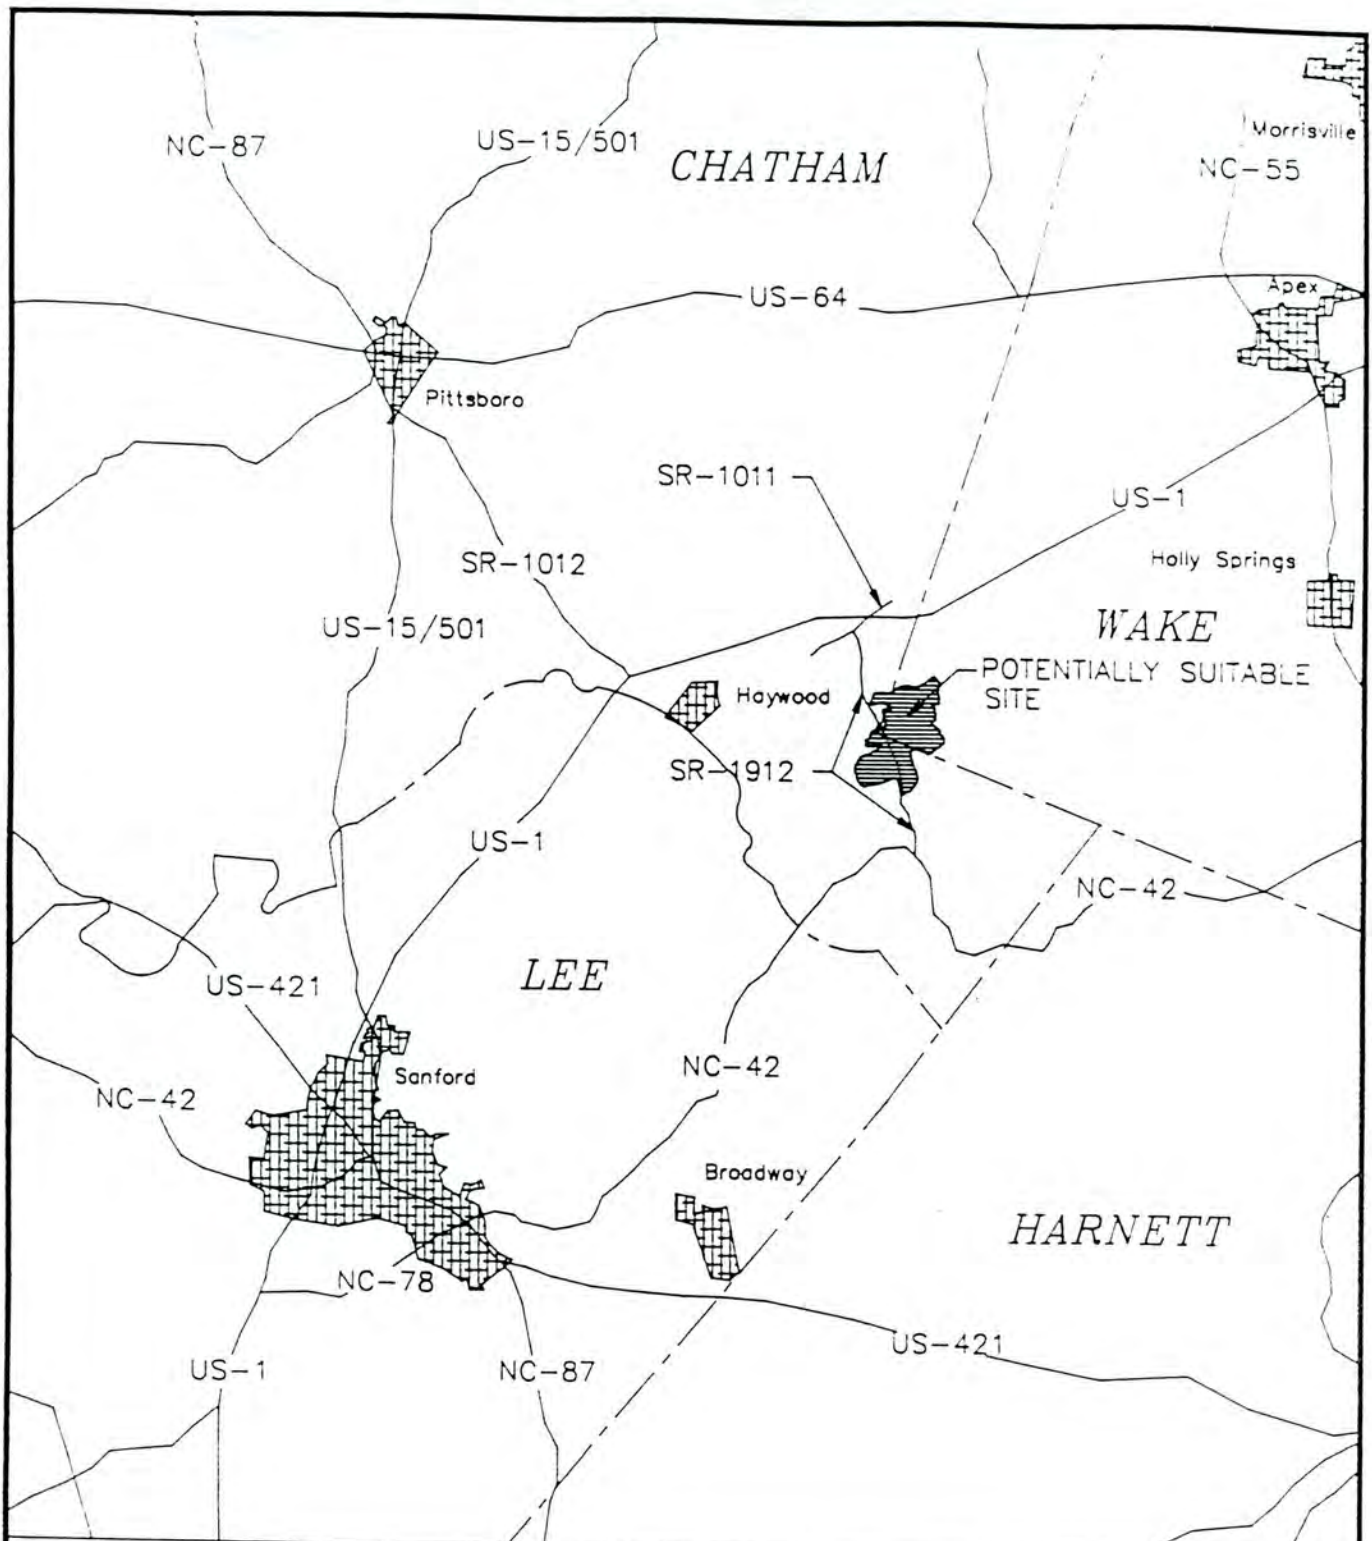 Morrisville
NC-87
US-15/501
CHATHAM
NC-55
US-64
Apex
Pittsboro
SR-1011
US-1
SR-1012
Holly Springs
US-15/501
WAKE
POTENTIALLY SUITABLE
SITE
Haywood
SR-1912
US-1
NC-42
LEE
US-421
NC-42
Sanford
NC-42
Broadway
HARNETT
NC-78
US-421
US-1
NC-87